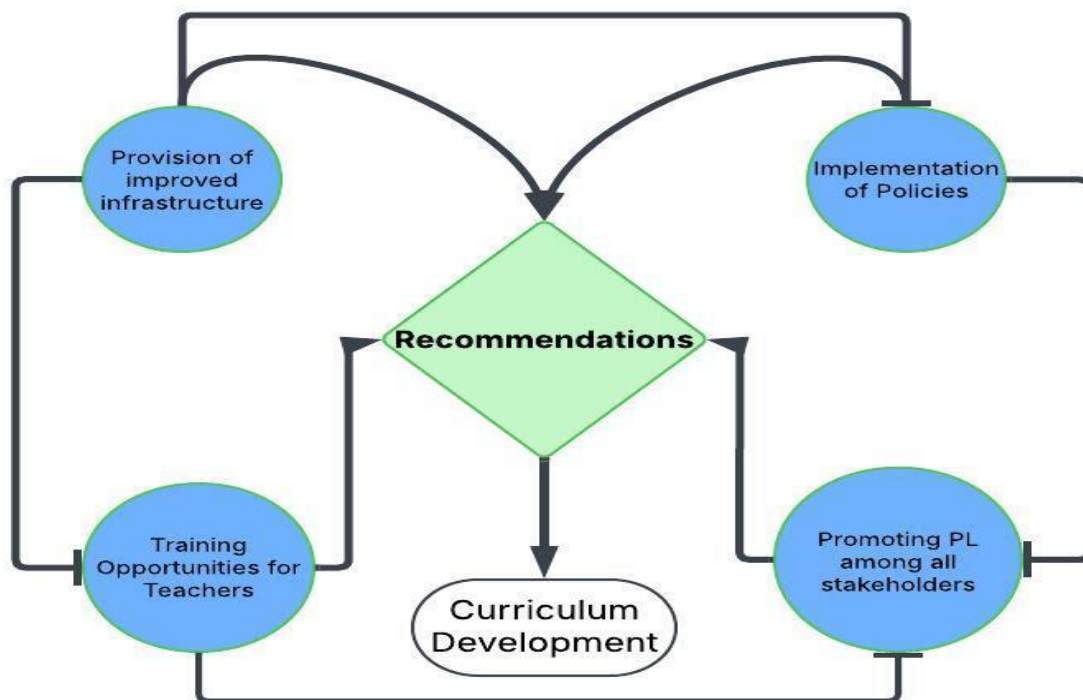 Provision of
improved
infrastructure
Implementation
of Policies
Recommendations
Training
Opportunities for
Teachers
Promoting PL
among all
stakeholders
Curriculum
Development